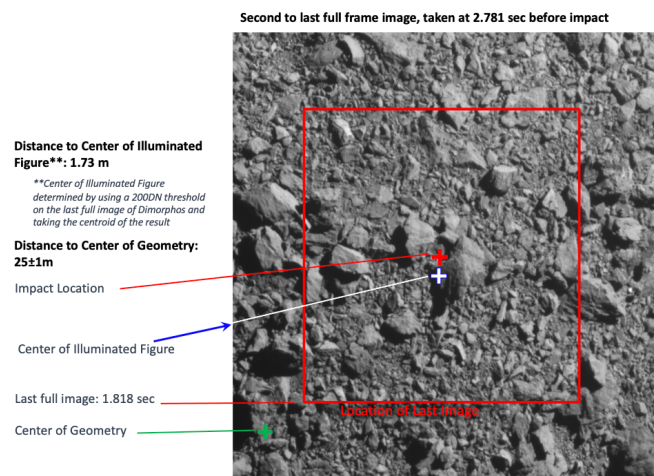 Second to last full frame image, taken at 2.781 sec before impact
Distance to Center of Illuminated
Figure**: 1.73 m
**Center of Illuminated Figure
determined by using a 200DN threshold
on the last full image of Dimorphos and
taking the centroid of the result
Distance to Center of Geometry:
25±1m
Impact Location
Center of Illuminated Figure
Last full image: 1.818 sec
Location of Last Image
Center of Geometry